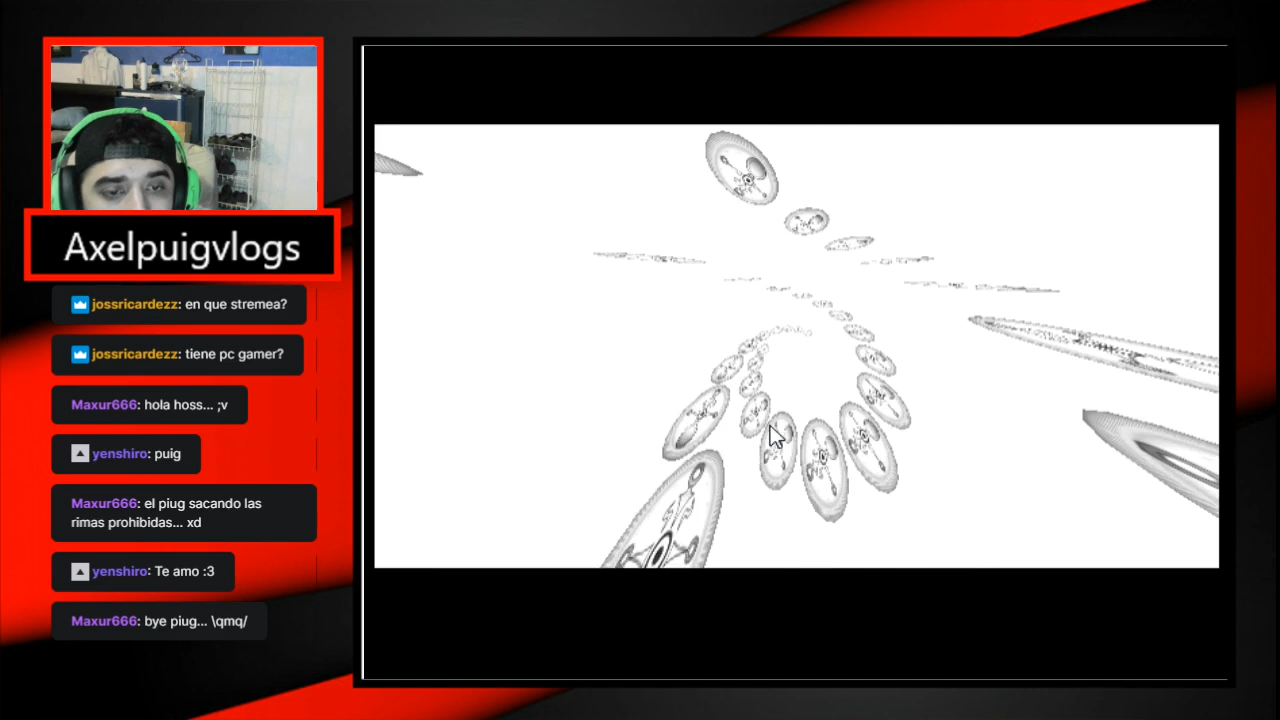 Axelpuigvlogs
jossricardezz: en que stremea?
jossricardezz: tiene pc gamer?
Maxur666: hola hoss... ;v
yenshiro: puig
Maxur666: el piug sacando las
rimas prohibidas... xd
yenshiro: Te amo :3
Maxur666: bye piug... \qmq/